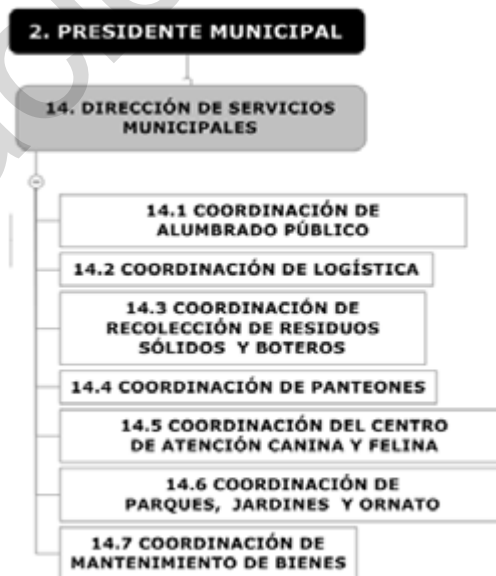 2. PRESIDENTE MUNICIPAL
14. DIRECCIÓN DE SERVICIOS
MUNICIPALES
14.1 COORDINACIÓN DE
ALUMBRADO PÚBLICO
14.2 COORDINACIÓN DE LOGÍSTICA
14.3 COORDINACIÓN DE
RECOLECCIÓN DE RESIDUOS
SÓLIDOS Y BOTEROS
14.4 COORDINACIÓN DE PANTEONES
14.5 COORDINACIÓN DEL CENTRO
DE ATENCIÓN CANINA Y FELINA
14.6 COORDINACIÓN DE
PARQUES, JARDINES Y ORNATO
14.7 COORDINACIÓN DE
MANTENIMIENTO DE BIENES